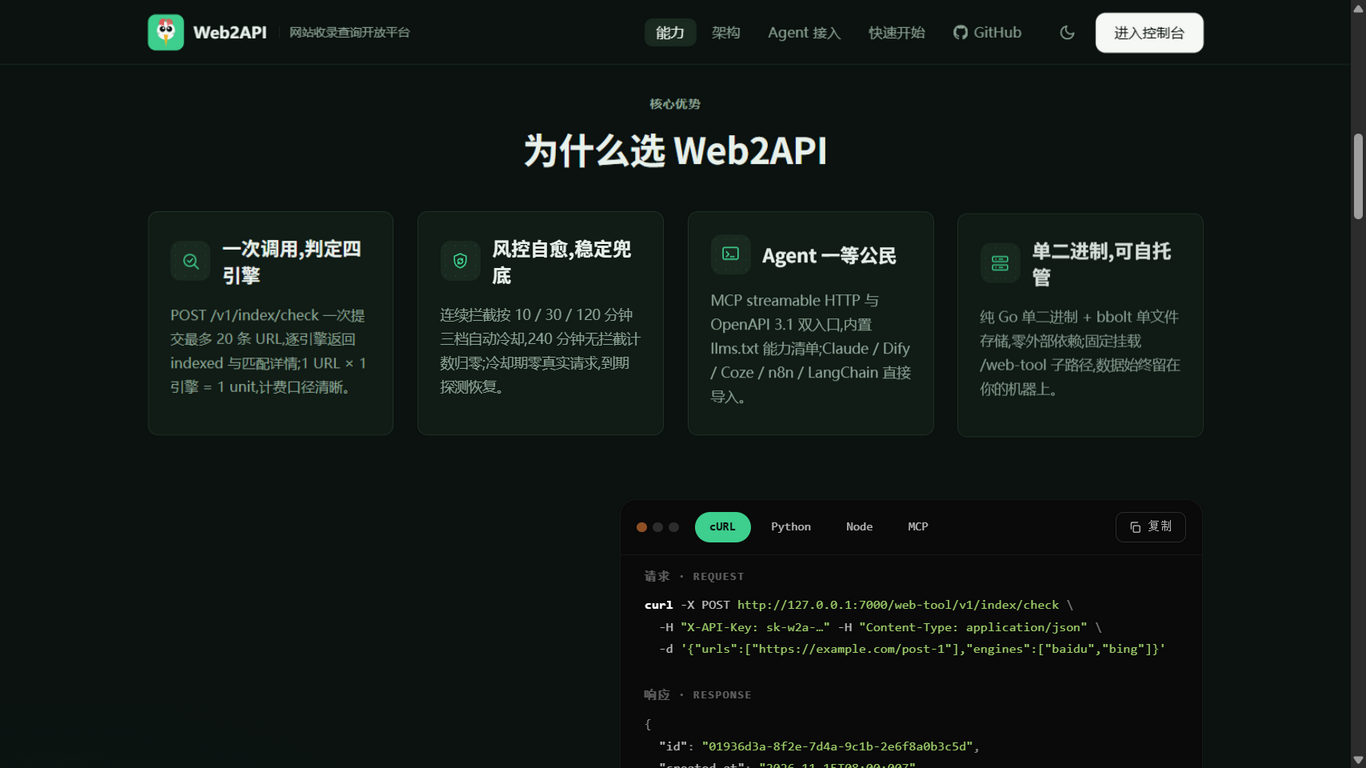 Web2API 网站收录查询开放平台 能力 架构 Agent 接入 快速开始 GitHub 进入控制台
核心优势
为什么选 Web2API
一次调用,判定四
引擎
POST /v1/index/check 一次提
交最多 20 条 URL,逐引擎返回
indexed 与匹配详情;1 URL × 1
引擎 = 1 unit,计费口径清晰。
风控自愈,稳定兜
底
连续拦截按 10 / 30 / 120 分钟
三档自动冷却,240 分钟无拦截计
数归零;冷却期零真实请求,到期
探测恢复。
Agent 一等公民
MCP streamable HTTP 与
OpenAPI 3.1 双入口,内置
llms.txt 能力清单;Claude / Dify
/ Coze / n8n / LangChain 直接
导入。
单二进制,可自托
管
纯 Go 单二进制 + bbolt 单文件
存储,零外部依赖;固定挂载
/web-tool 子路径,数据始终留在
你的机器上。
cURL Python Node MCP 复制
请求 · REQUEST
curl -X POST http://127.0.0.1:7000/web-tool/v1/index/check \
-H "X-API-Key: sk-w2a-…" -H "Content-Type: application/json" \
-d '{"urls":["https://example.com/post-1"],"engines":["baidu","bing"]}'
响应 · RESPONSE
{
"id": "01936d3a-8f2e-7d4a-9c1b-2e6f8a0b3c5d",
"created_at": "2026-11-15T08:00:00Z"